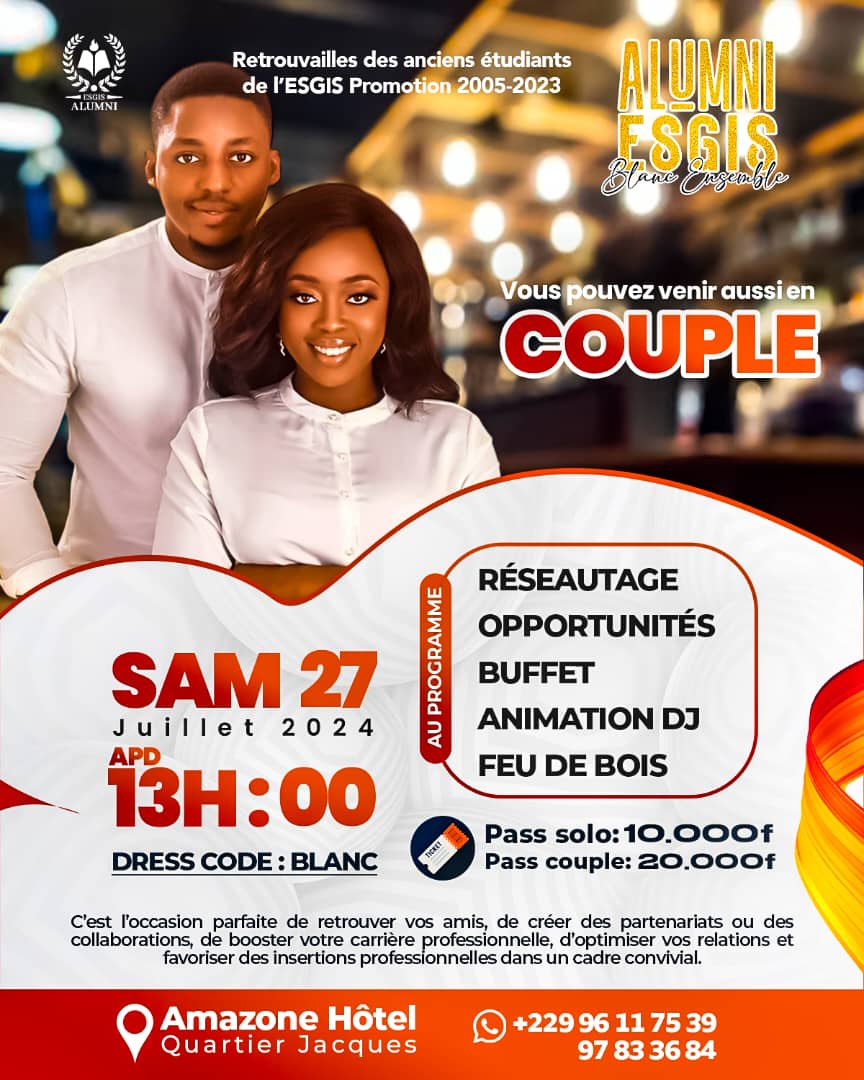 ESGIS
ALUMNI
Retrouvailles des anciens étudiants
de l'ESGIS Promotion 2005-2023
ALUMNI
ESGIS
Blanc Ensemble
Vous pouvez venir aussi en
COUPLE
SAM 27
Juillet 2024
APD
13H:00
DRESS CODE : BLANC
AU PROGRAMME
RÉSEAUTAGE
OPPORTUNITÉS
BUFFET
ANIMATION DJ
FEU DE BOIS
TICKET
Pass solo: 10.000f
Pass couple: 20.000f
C'est l'occasion parfaite de retrouver vos amis, de créer des partenariats ou des
collaborations, de booster votre carrière professionnelle, d'optimiser vos relations et
favoriser des insertions professionnelles dans un cadre convivial.
Amazone Hôtel
Quartier Jacques
+229 96 11 75 39
97 83 36 84